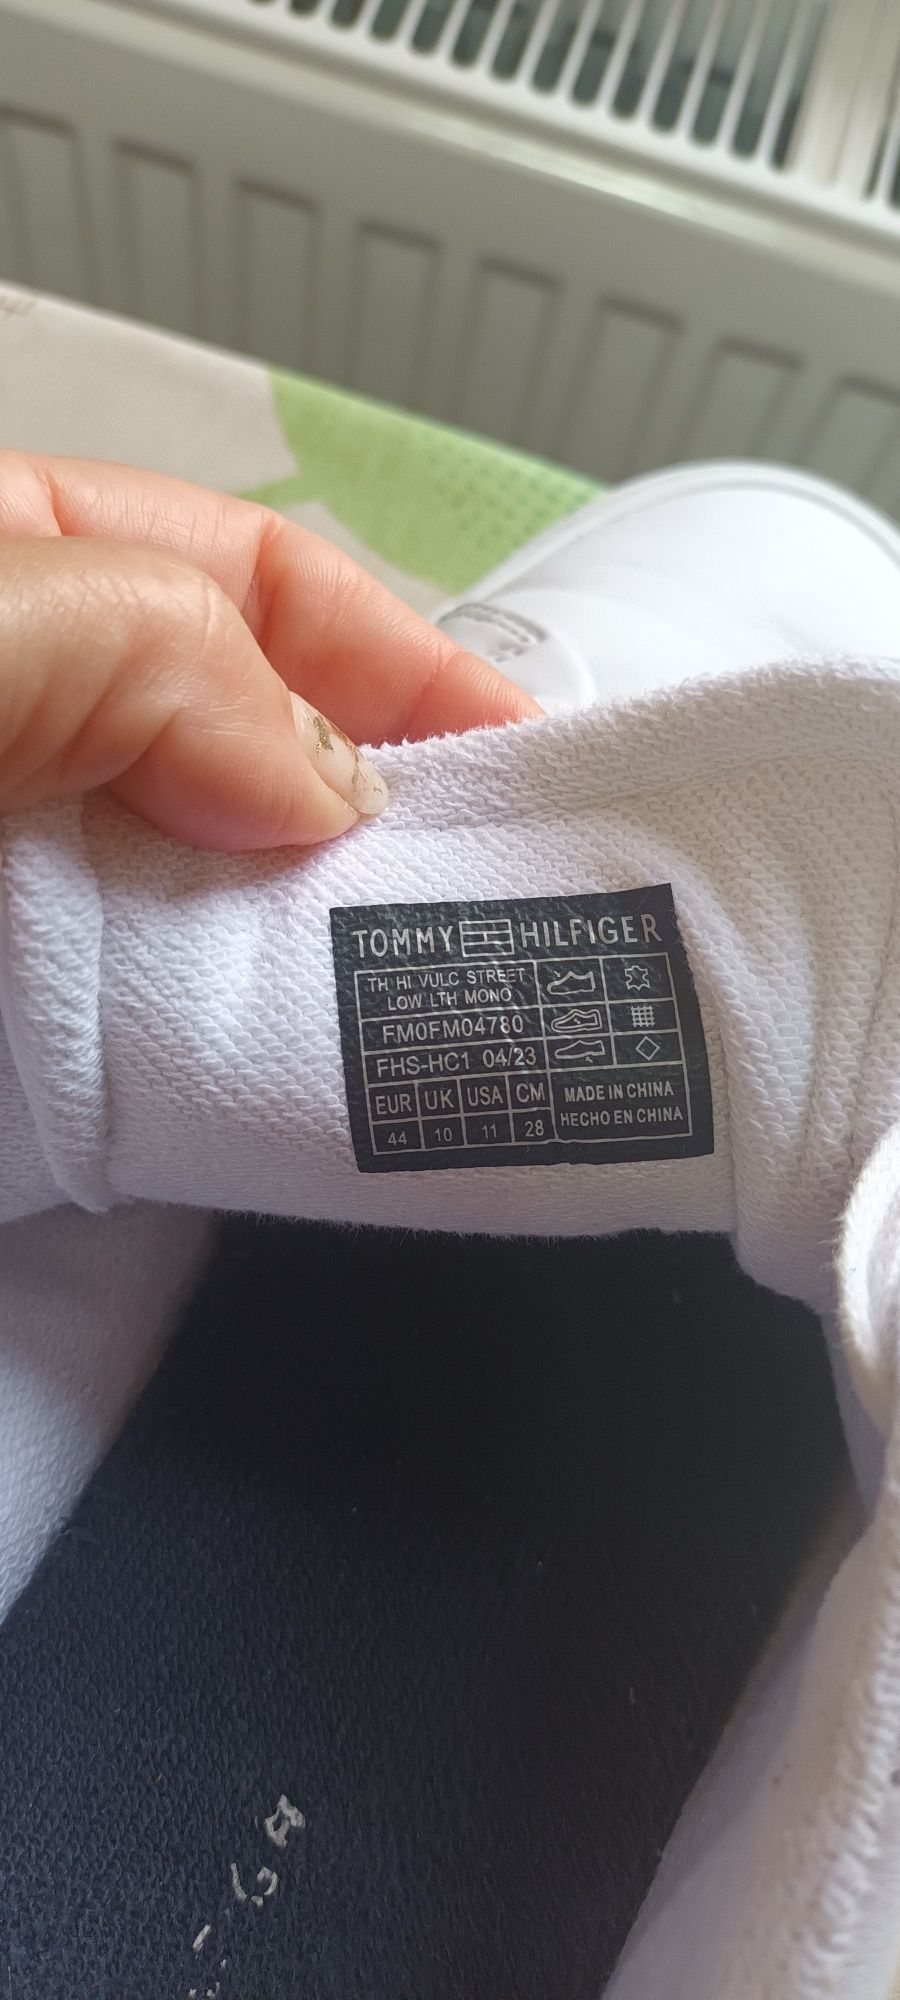 TOMMY HILFIGER
TH HI VULC STREET
LOW LTH MONO
FM0FM04780
FHS-HC1 04/23
EUR UK USA CM
44 10 11 28
MADE IN CHINA
HECHO EN CHINA